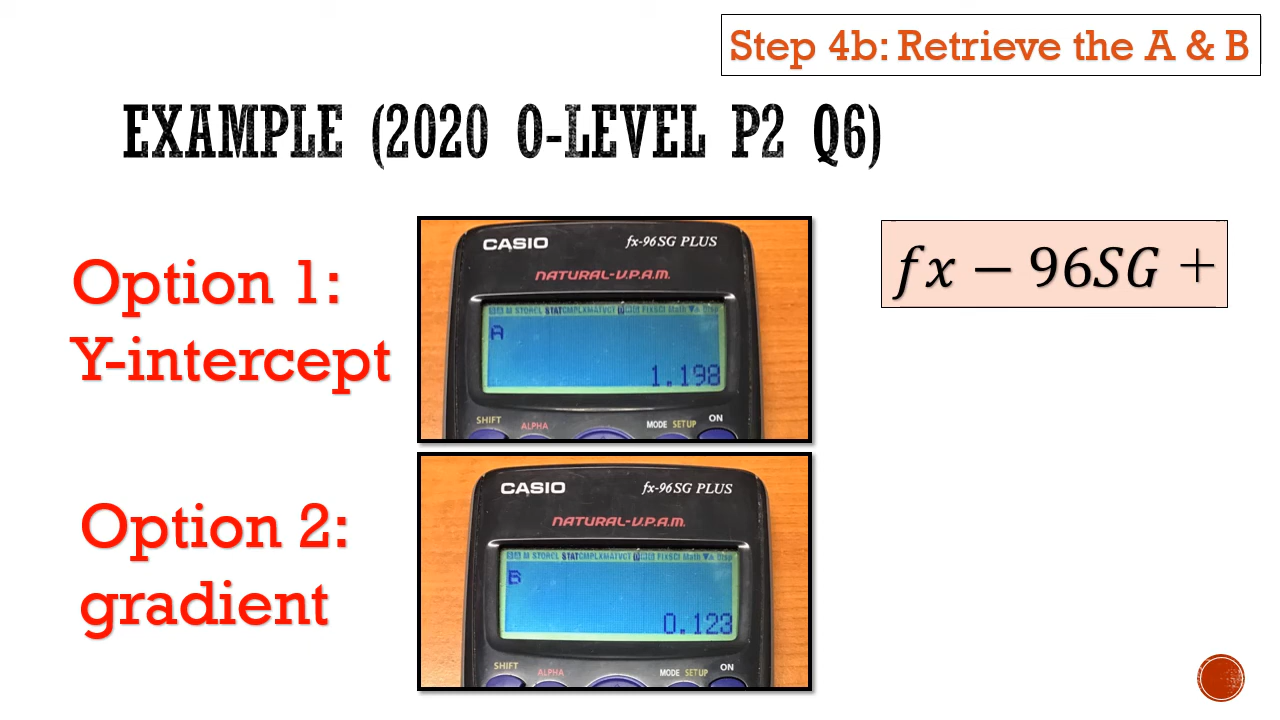 Step 4b: Retrieve the A & B
EXAMPLE (2020 O-LEVEL P2 Q6)
Option 1:
Y-intercept
CASIO
fx-96SG PLUS
NATURAL-V.P.A.M.
A
1.198
SHIFT
ALPHA
MODE SETUP
ON
fx − 96SG +
Option 2:
gradient
CASIO
fx-96SG PLUS
NATURAL-V.P.A.M.
B
0.123
SHIFT
ALPHA
MODE SETUP
ON